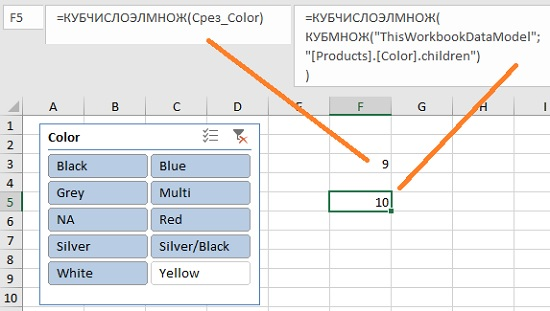 F5
=КУБЧИСЛОЭЛМНОЖ(Срез_Color)
=КУБЧИСЛОЭЛМНОЖ(
КУБМНОЖ("ThisWorkbookDataModel";
"[Products].[Color].children")
)
A B C D E F G H I
1
2
3 9
4
5 10
6
7
8
9
10
Color
Black Blue
Grey Multi
NA Red
Silver Silver/Black
White Yellow